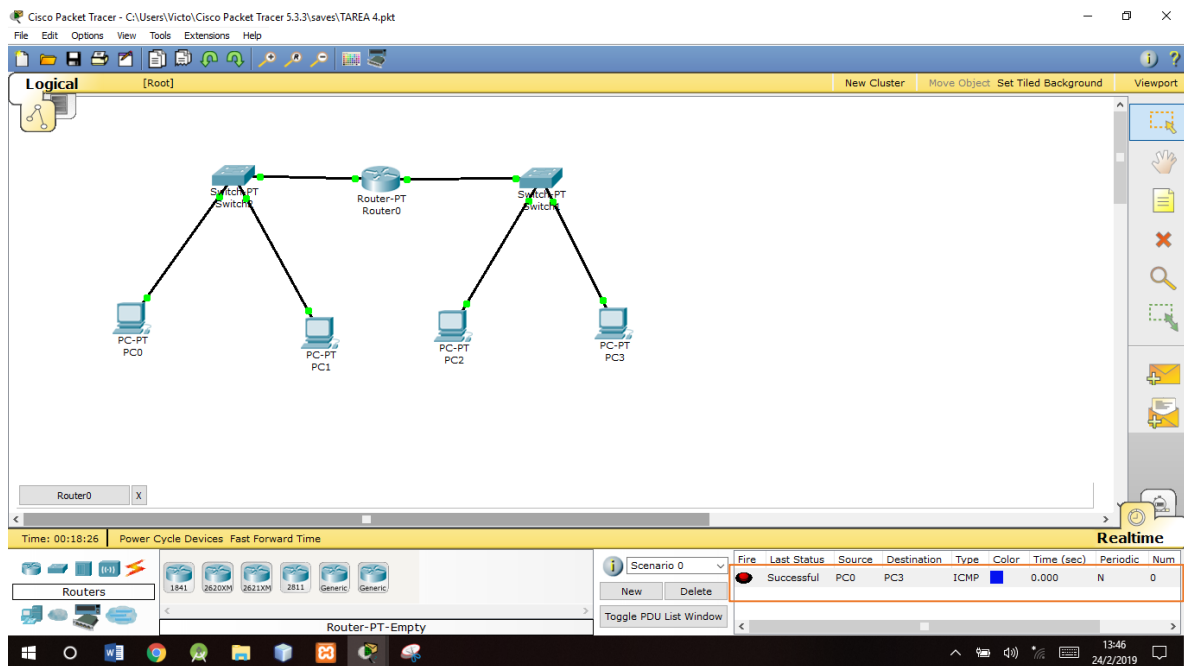 Cisco Packet Tracer - C:\Users\Victo\Cisco Packet Tracer 5.3.3\saves\TAREA 4.pkt
File Edit Options View Tools Extensions Help
Logical [Root] New Cluster Move Object Set Tiled Background Viewport
Switch-PT
Switch2
Router-PT
Router0
Switch-PT
Switch1
PC-PT
PC0
PC-PT
PC1
PC-PT
PC2
PC-PT
PC3
Router0 X
Time: 00:18:26 Power Cycle Devices Fast Forward Time Realtime
Routers
1841 2620XM 2621XM 2811 Generic Generic
Router-PT-Empty
Scenario 0
New Delete
Toggle PDU List Window
Fire Last Status Source Destination Type Color Time (sec) Periodic Num
Successful PC0 PC3 ICMP 0.000 N 0
13:46
24/2/2019